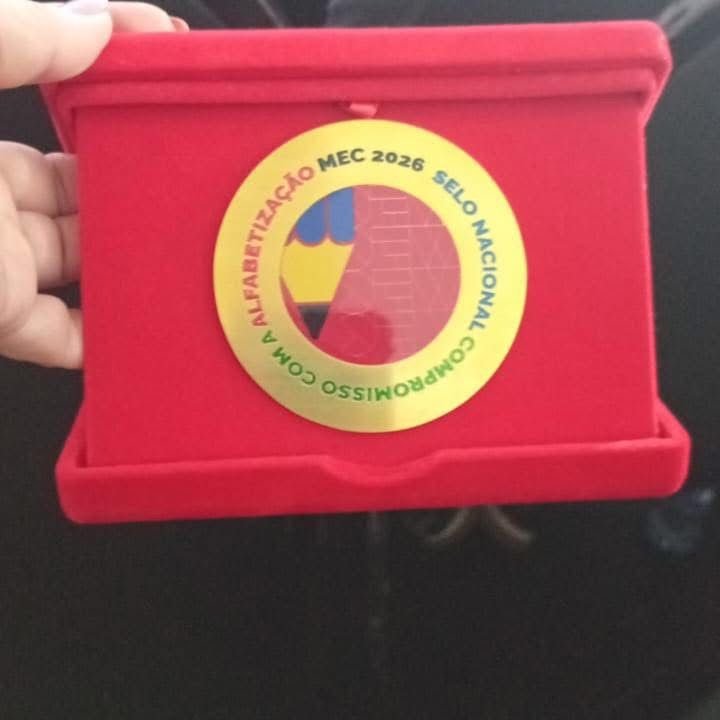 SELO NACIONAL COMPROMISSO COM A ALFABETIZAÇÃO
MEC 2026